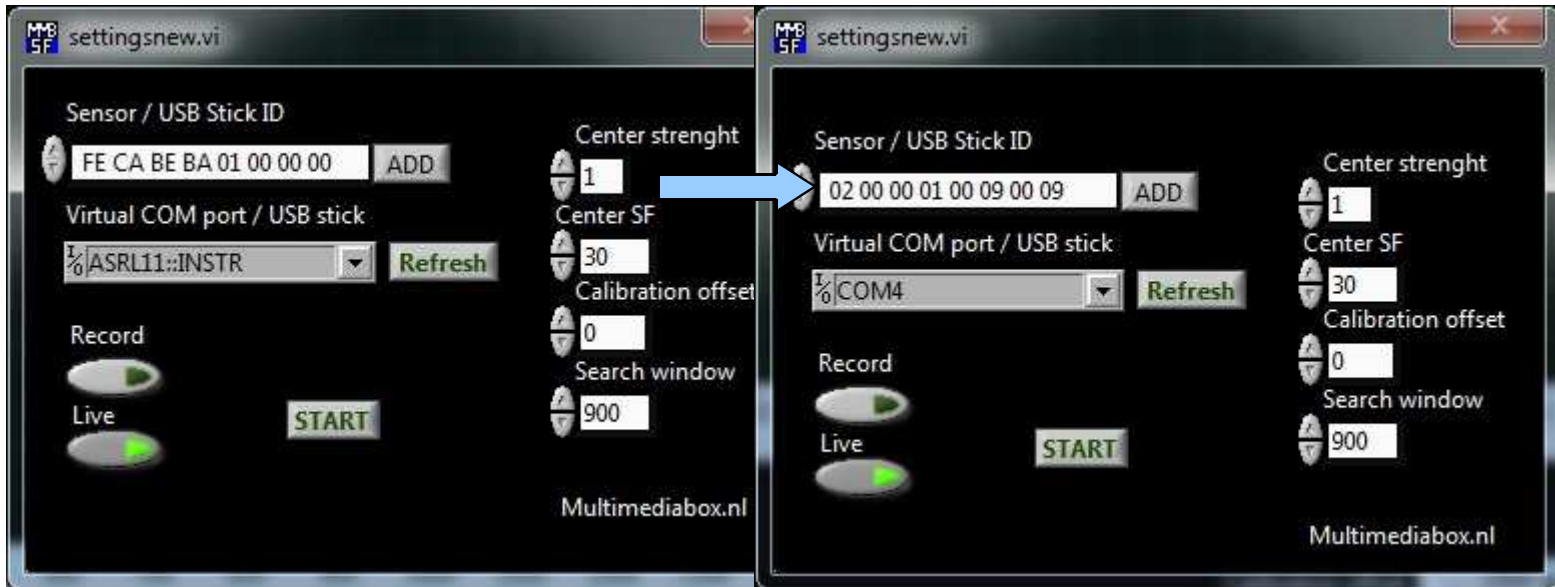 MMB
SF
settingsnew.vi
Sensor / USB Stick ID
FE CA BE BA 01 00 00 00
ADD
Virtual COM port / USB stick
I/O ASRL11::INSTR
Refresh
Record
Live
START
Center strenght
1
Center SF
30
Calibration offset
0
Search window
900
Multimediabox.nl
MMB
SF
settingsnew.vi
Sensor / USB Stick ID
02 00 00 01 00 09 00 09
ADD
Virtual COM port / USB stick
I/O COM4
Refresh
Record
Live
START
Center strenght
1
Center SF
30
Calibration offset
0
Search window
900
Multimediabox.nl